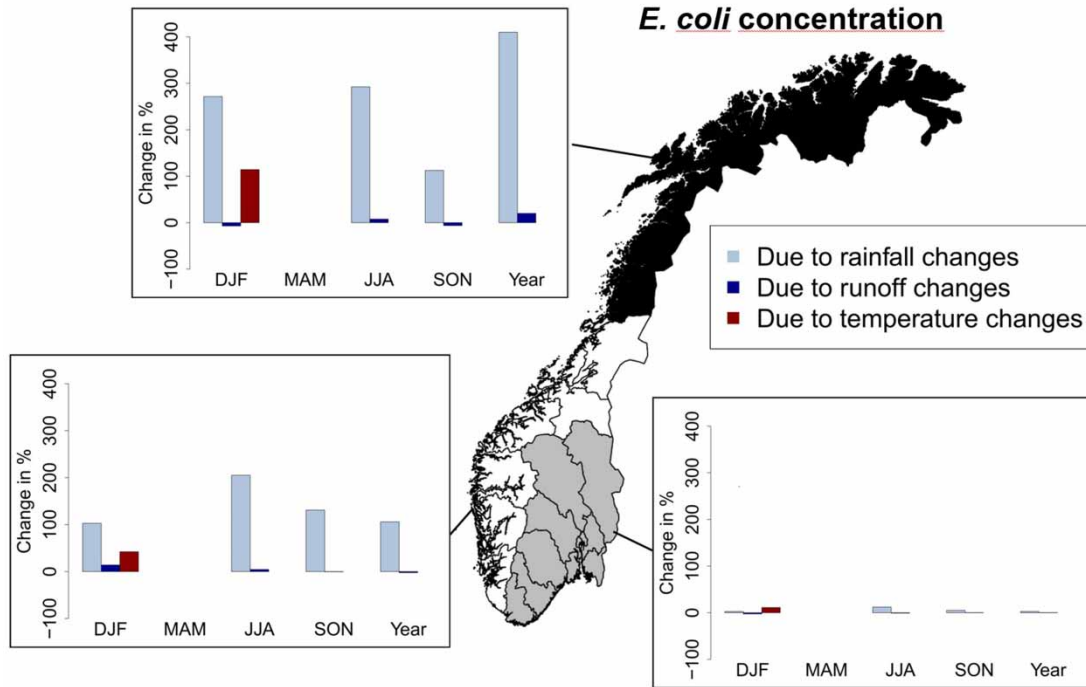 E. coli concentration
Change in %
400
300
200
100
0
−100
DJF MAM JJA SON Year
Due to rainfall changes
Due to runoff changes
Due to temperature changes
Change in %
400
300
200
100
0
−100
DJF MAM JJA SON Year
Change in %
400
300
200
100
0
−100
DJF MAM JJA SON Year